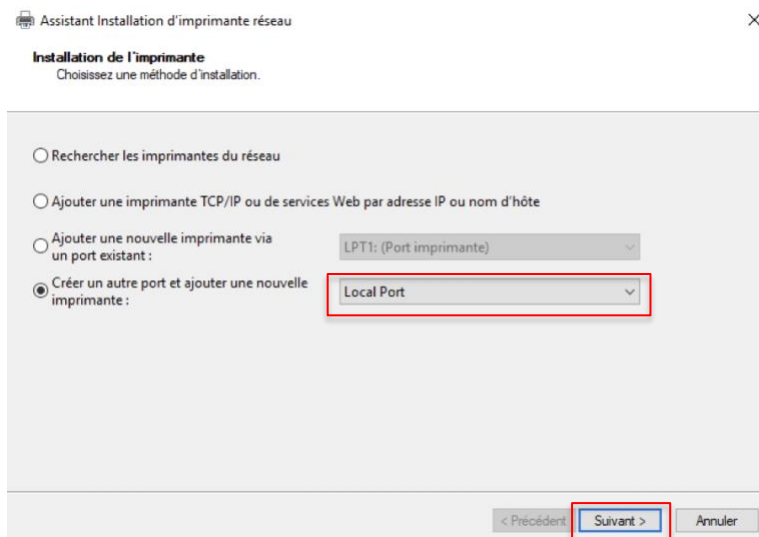 Assistant Installation d'imprimante réseau
Installation de l'imprimante
Choisissez une méthode d'installation.
Rechercher les imprimantes du réseau
Ajouter une imprimante TCP/IP ou de services Web par adresse IP ou nom d'hôte
Ajouter une nouvelle imprimante via
un port existant :
LPT1: (Port imprimante)
Créer un autre port et ajouter une nouvelle
imprimante :
Local Port
< Précédent Suivant > Annuler